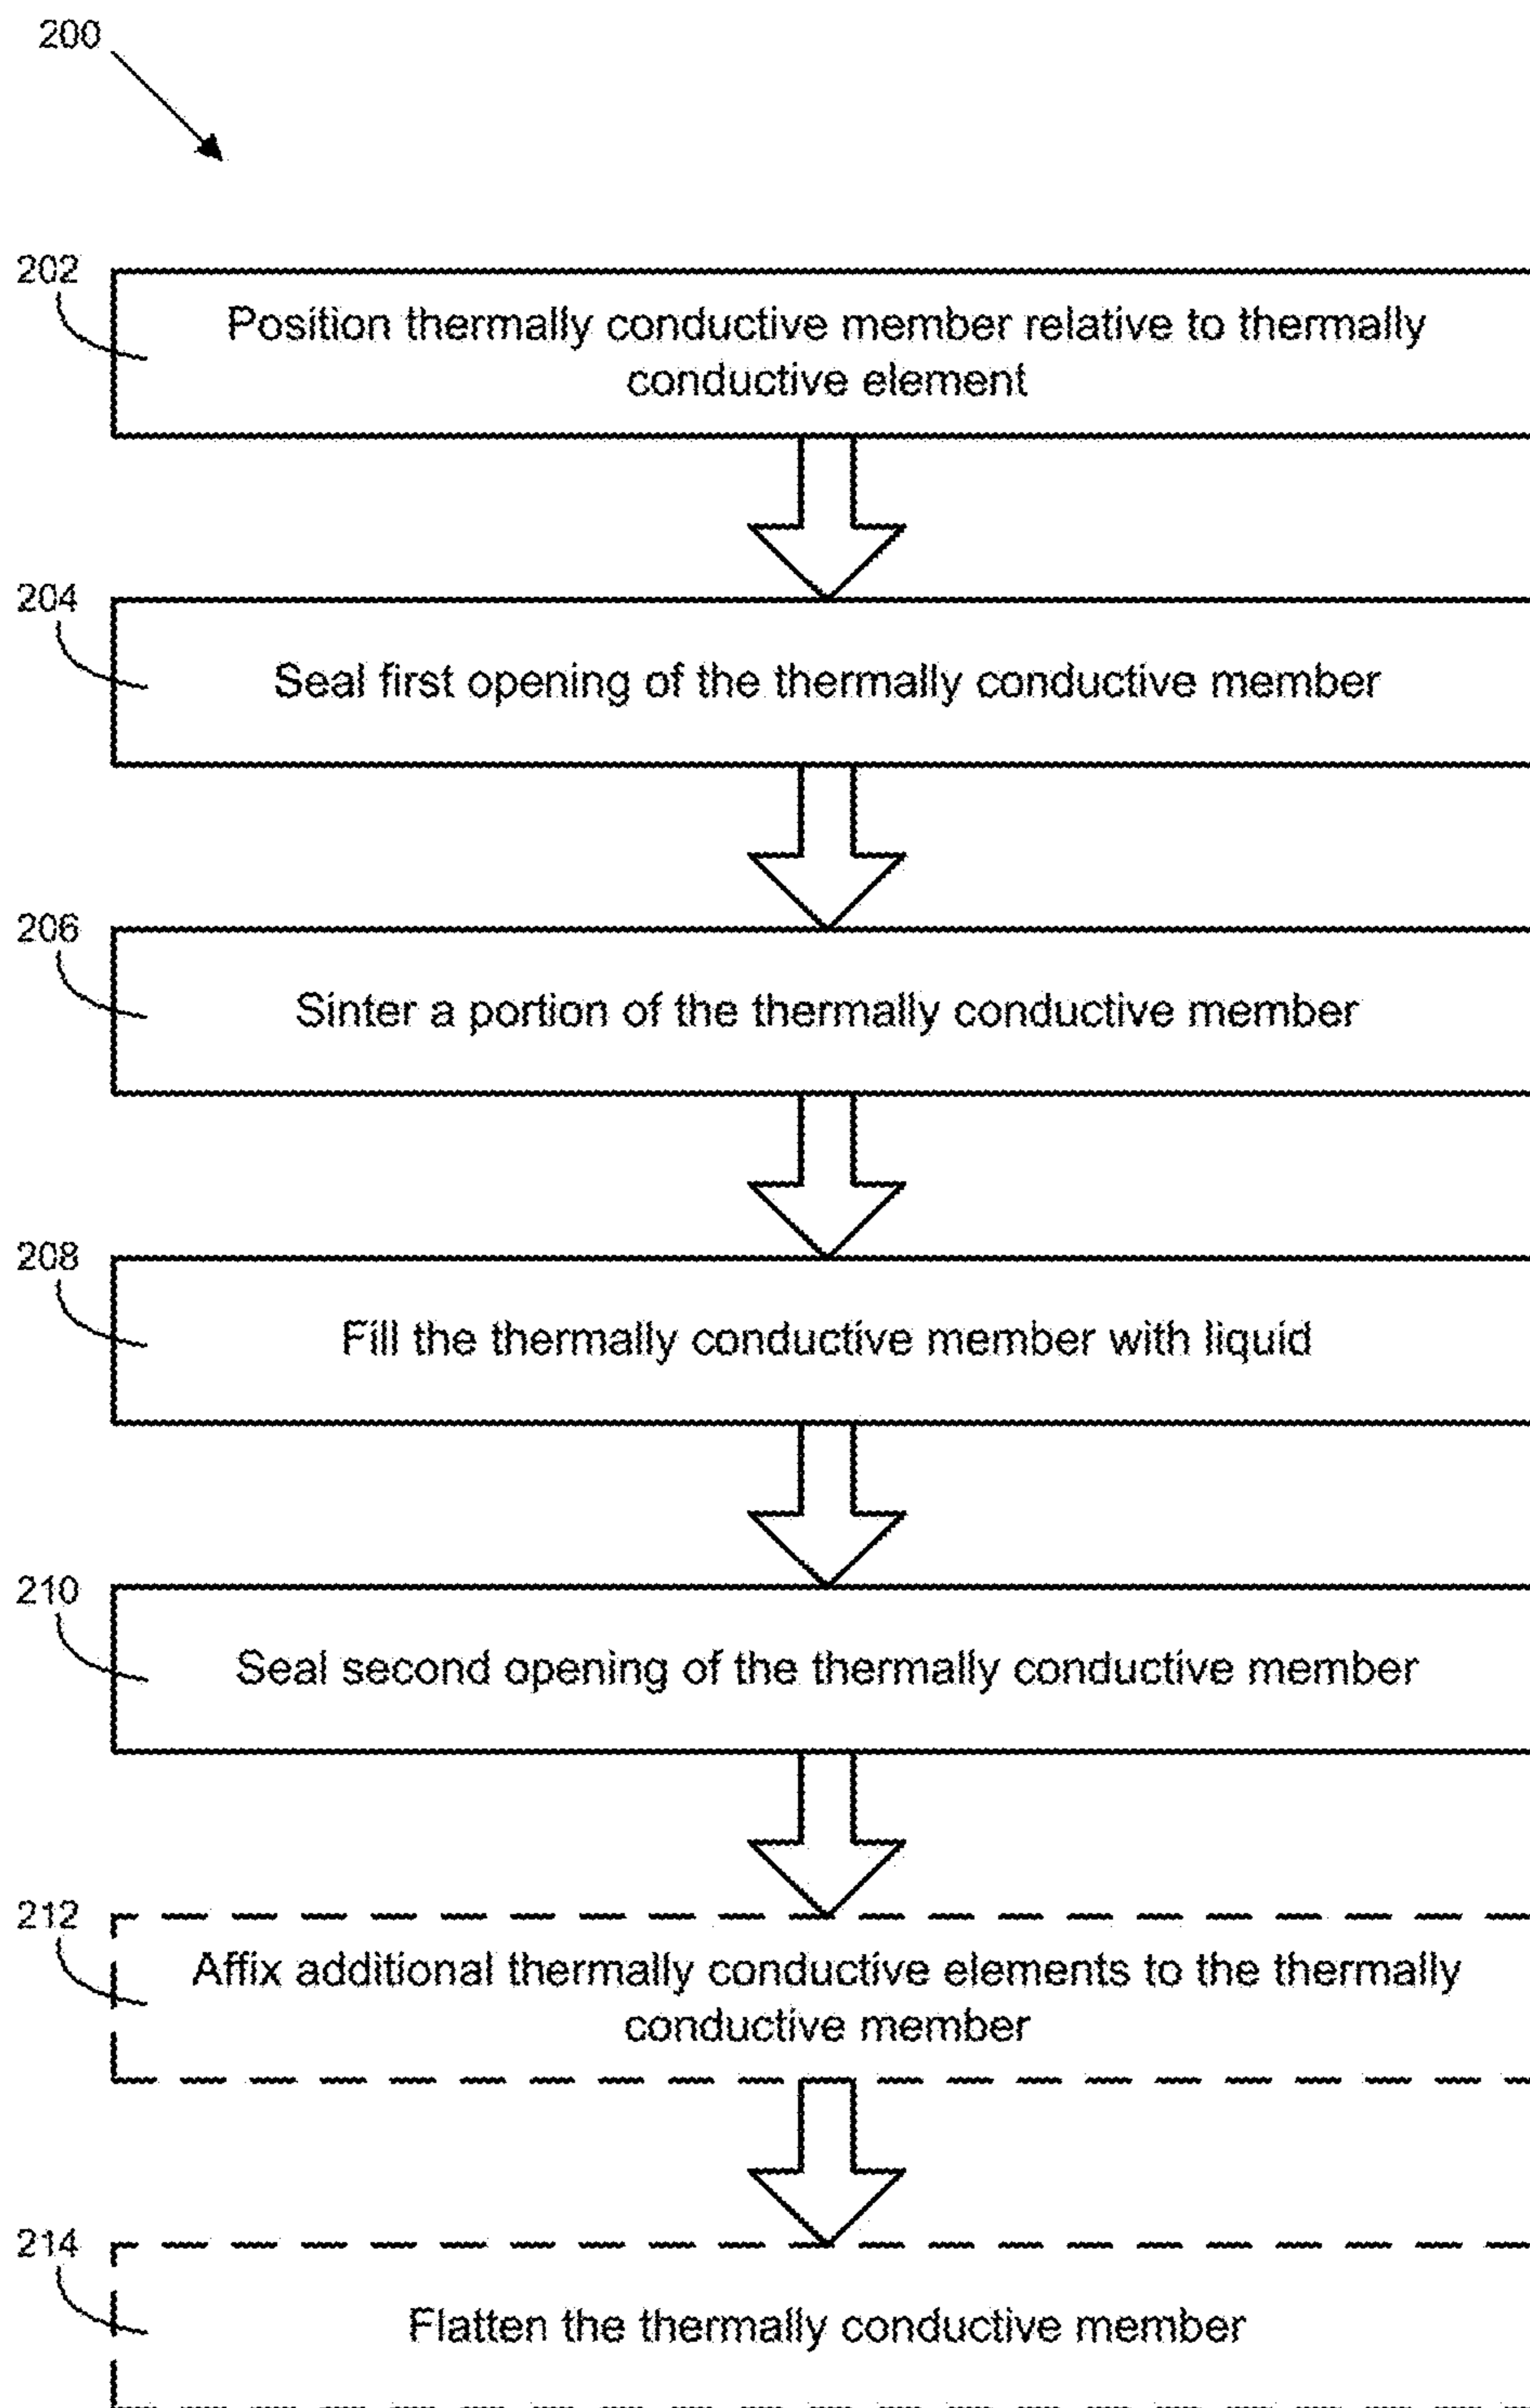 200
202
Position thermally conductive member relative to thermally
conductive element
204
Seal first opening of the thermally conductive member
206
Sinter a portion of the thermally conductive member
208
Fill the thermally conductive member with liquid
210
Seal second opening of the thermally conductive member
212
Affix additional thermally conductive elements to the thermally
conductive member
214
Flatten the thermally conductive member